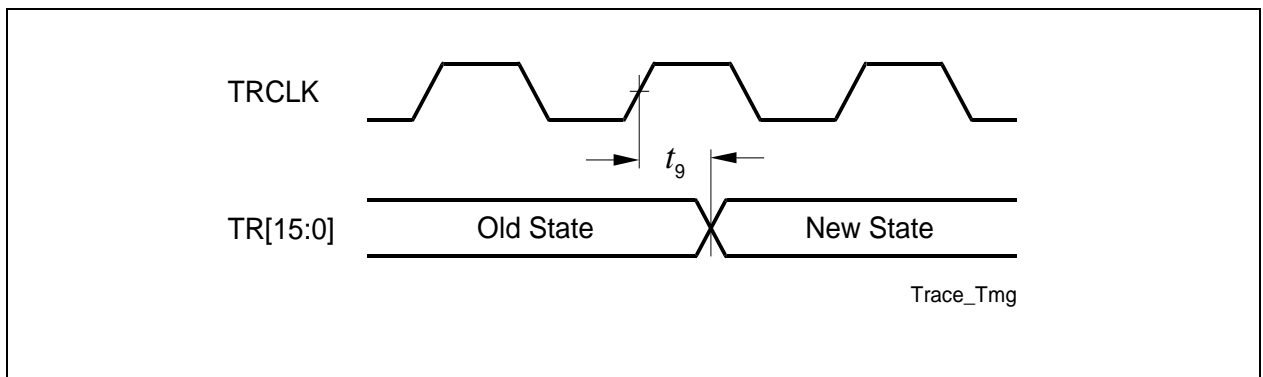 TRCLK
t9
TR[15:0]
Old State
New State
Trace_Tmg